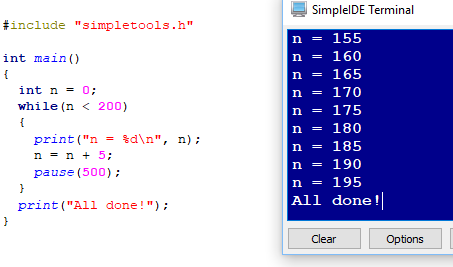 #include "simpletools.h"
int main()
{
  int n = 0;
  while(n < 200)
  {
    print("n = %d\n", n);
    n = n + 5;
    pause(500);
  }
  print("All done!");
}
SimpleIDE Terminal
n = 155
n = 160
n = 165
n = 170
n = 175
n = 180
n = 185
n = 190
n = 195
All done!
Clear
Options